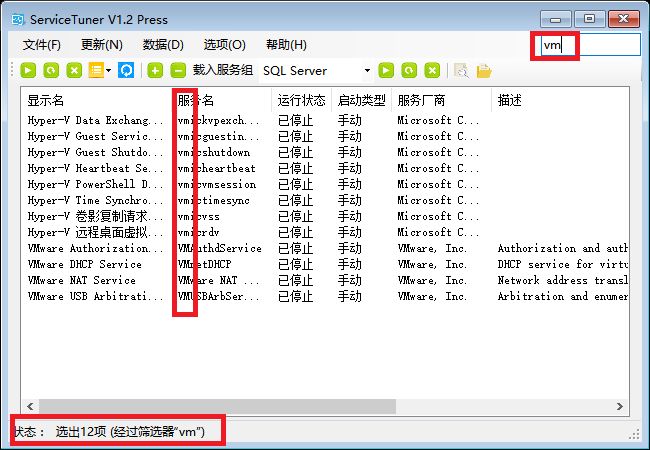 ServiceTuner V1.2 Press
文件(F) 更新(N) 数据(D) 选项(O) 帮助(H) vm
载入服务组 SQL Server
显示名 服务名 运行状态 启动类型 服务厂商 描述
Hyper-V Data Exchang... vmickvpexch... 已停止 手动 Microsoft C...
Hyper-V Guest Servic... vmicguestin... 已停止 手动 Microsoft C...
Hyper-V Guest Shutdo... vmicshutdown 已停止 手动 Microsoft C...
Hyper-V Heartbeat Se... vmicheartbeat 已停止 手动 Microsoft C...
Hyper-V PowerShell D... vmicvmsession 已停止 手动 Microsoft C...
Hyper-V Time Synchro... vmictimesync 已停止 手动 Microsoft C...
Hyper-V 卷影复制请求... vmicvss 已停止 手动 Microsoft C...
Hyper-V 远程桌面虚拟... vmicrdv 已停止 手动 Microsoft C...
VMware Authorization... VMAuthdService 已停止 手动 VMware, Inc. Authorization and auth
VMware DHCP Service VMnetDHCP 已停止 手动 VMware, Inc. DHCP service for virtu
VMware NAT Service VMware NAT ... 已停止 手动 VMware, Inc. Network address transl
VMware USB Arbitrati... VMUSBArbSer... 已停止 手动 VMware, Inc. Arbitration and enumer
状态： 选出12项 (经过筛选器“vm”)